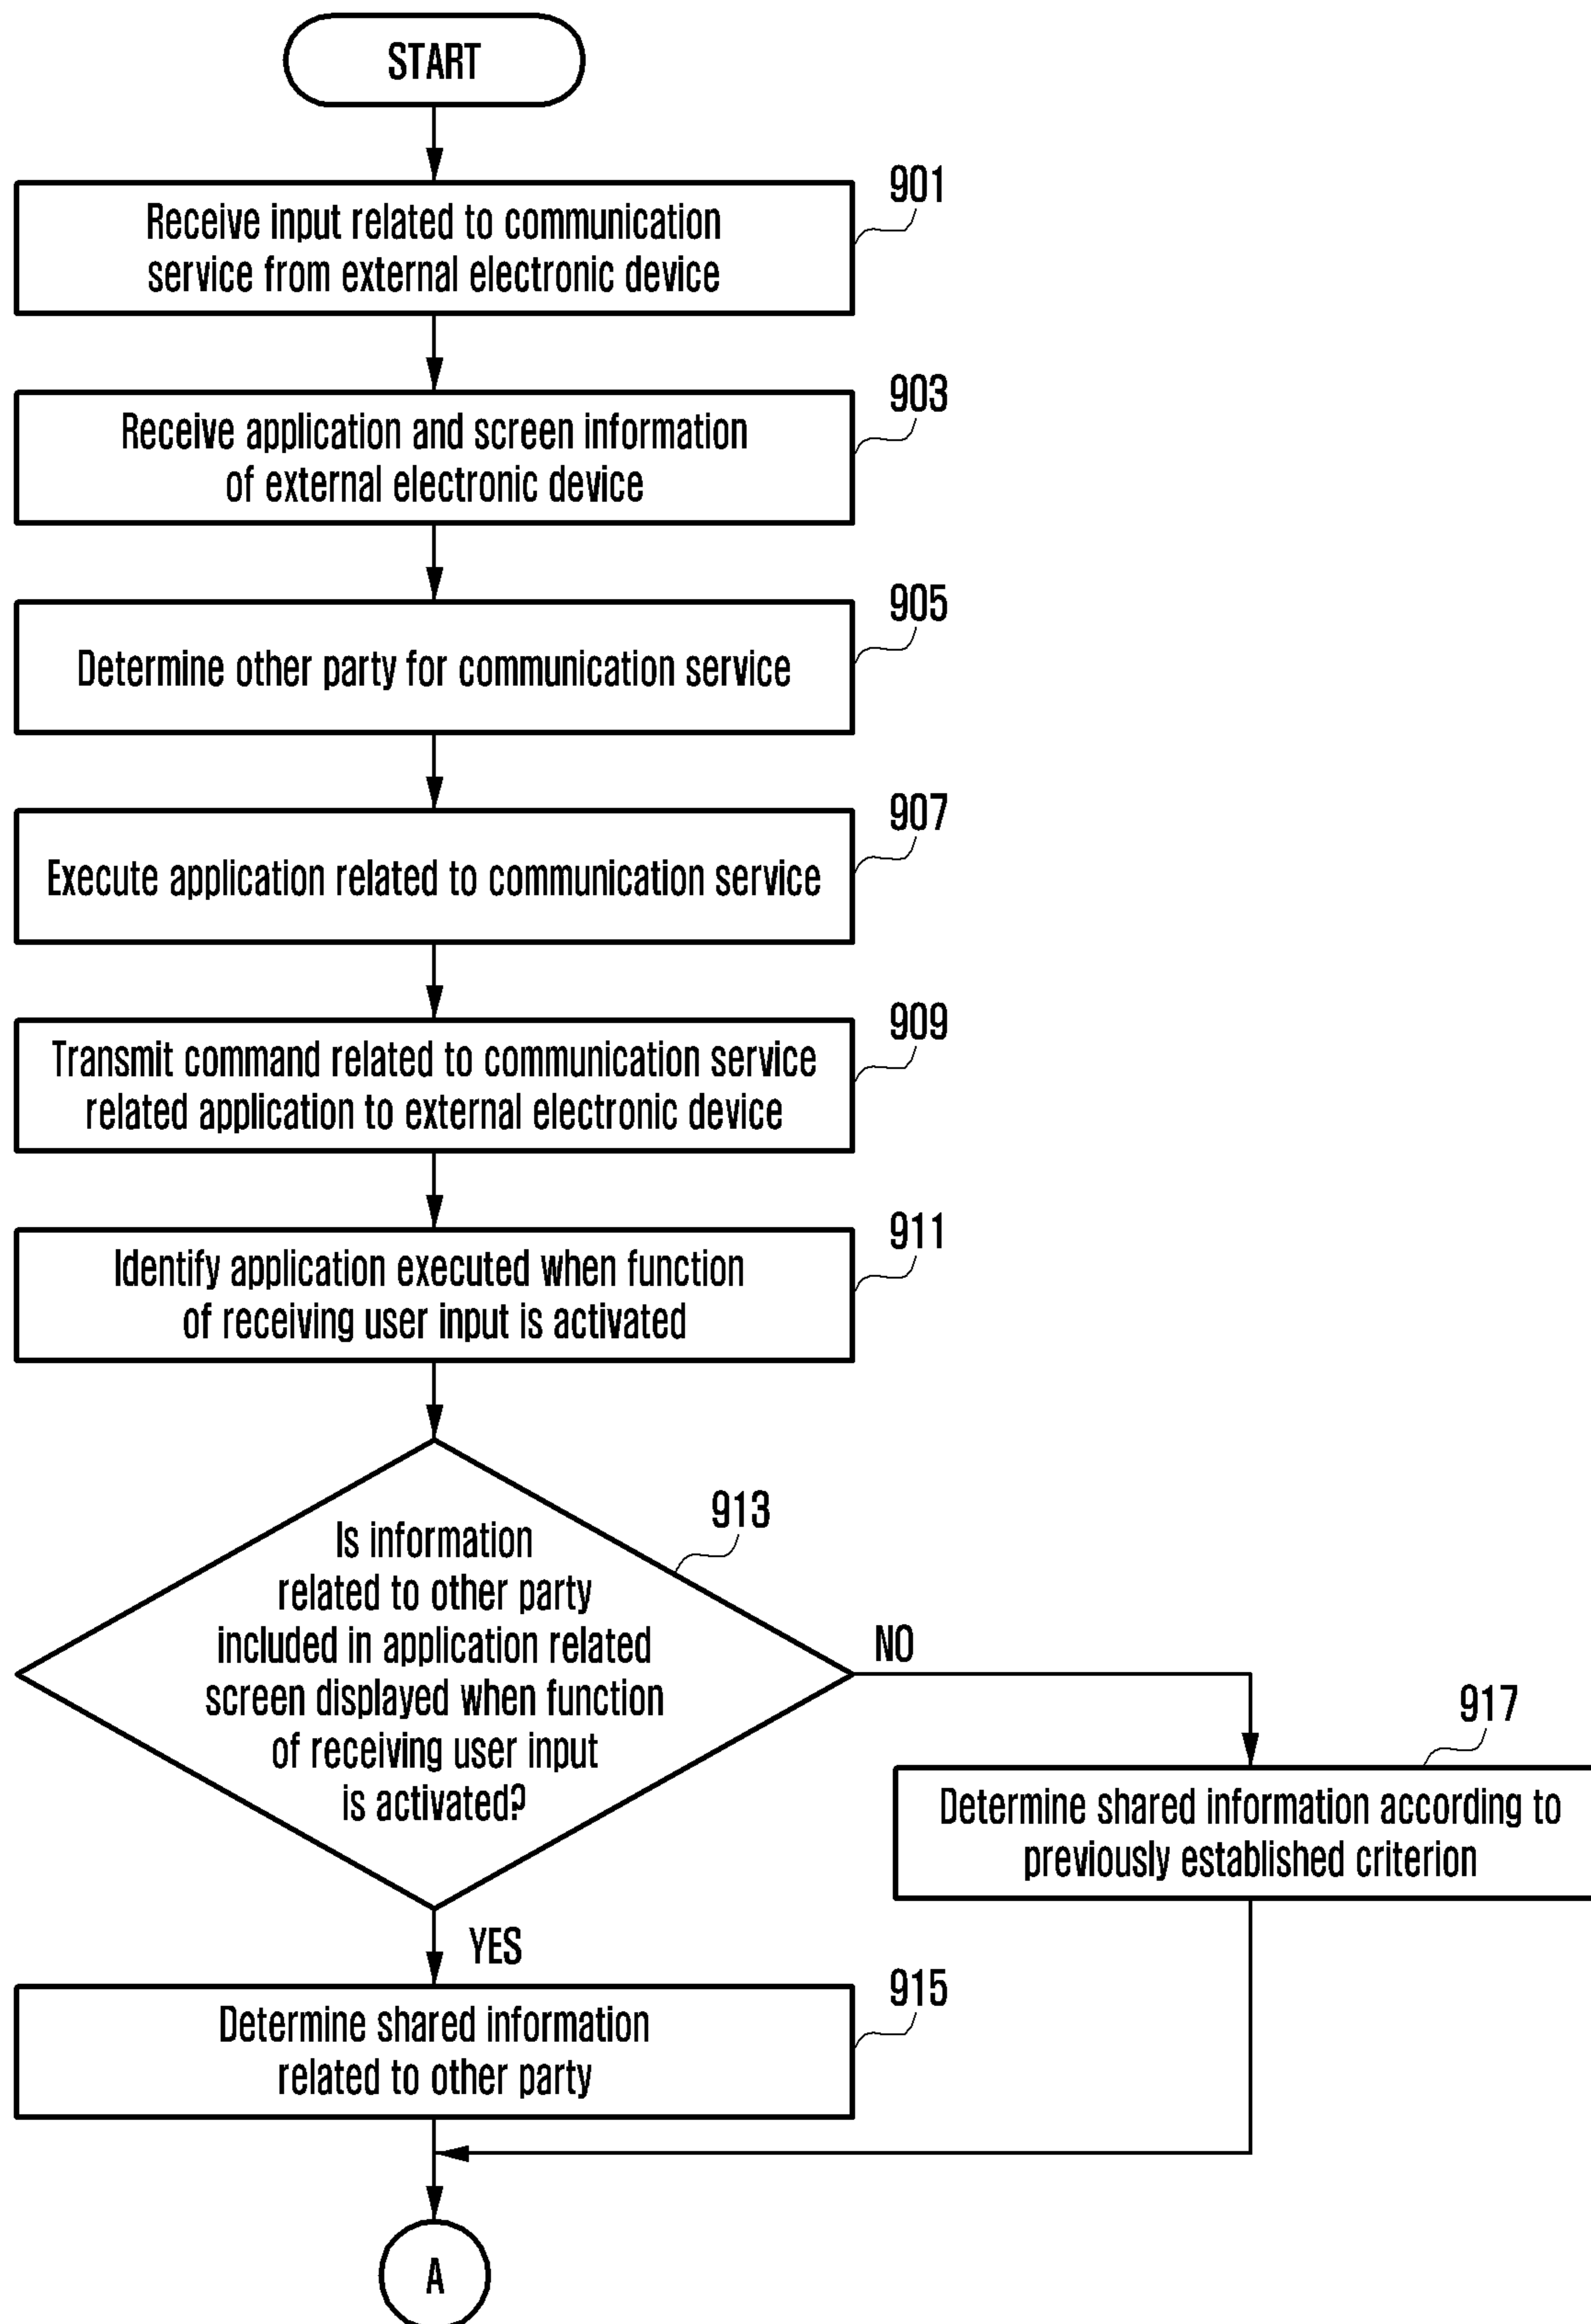 START
901
Receive input related to communication
service from external electronic device
903
Receive application and screen information
of external electronic device
905
Determine other party for communication service
907
Execute application related to communication service
909
Transmit command related to communication service
related application to external electronic device
911
Identify application executed when function
of receiving user input is activated
913
Is information
related to other party
included in application related
screen displayed when function
of receiving user input
is activated?
NO
917
Determine shared information according to
previously established criterion
YES
915
Determine shared information
related to other party
A